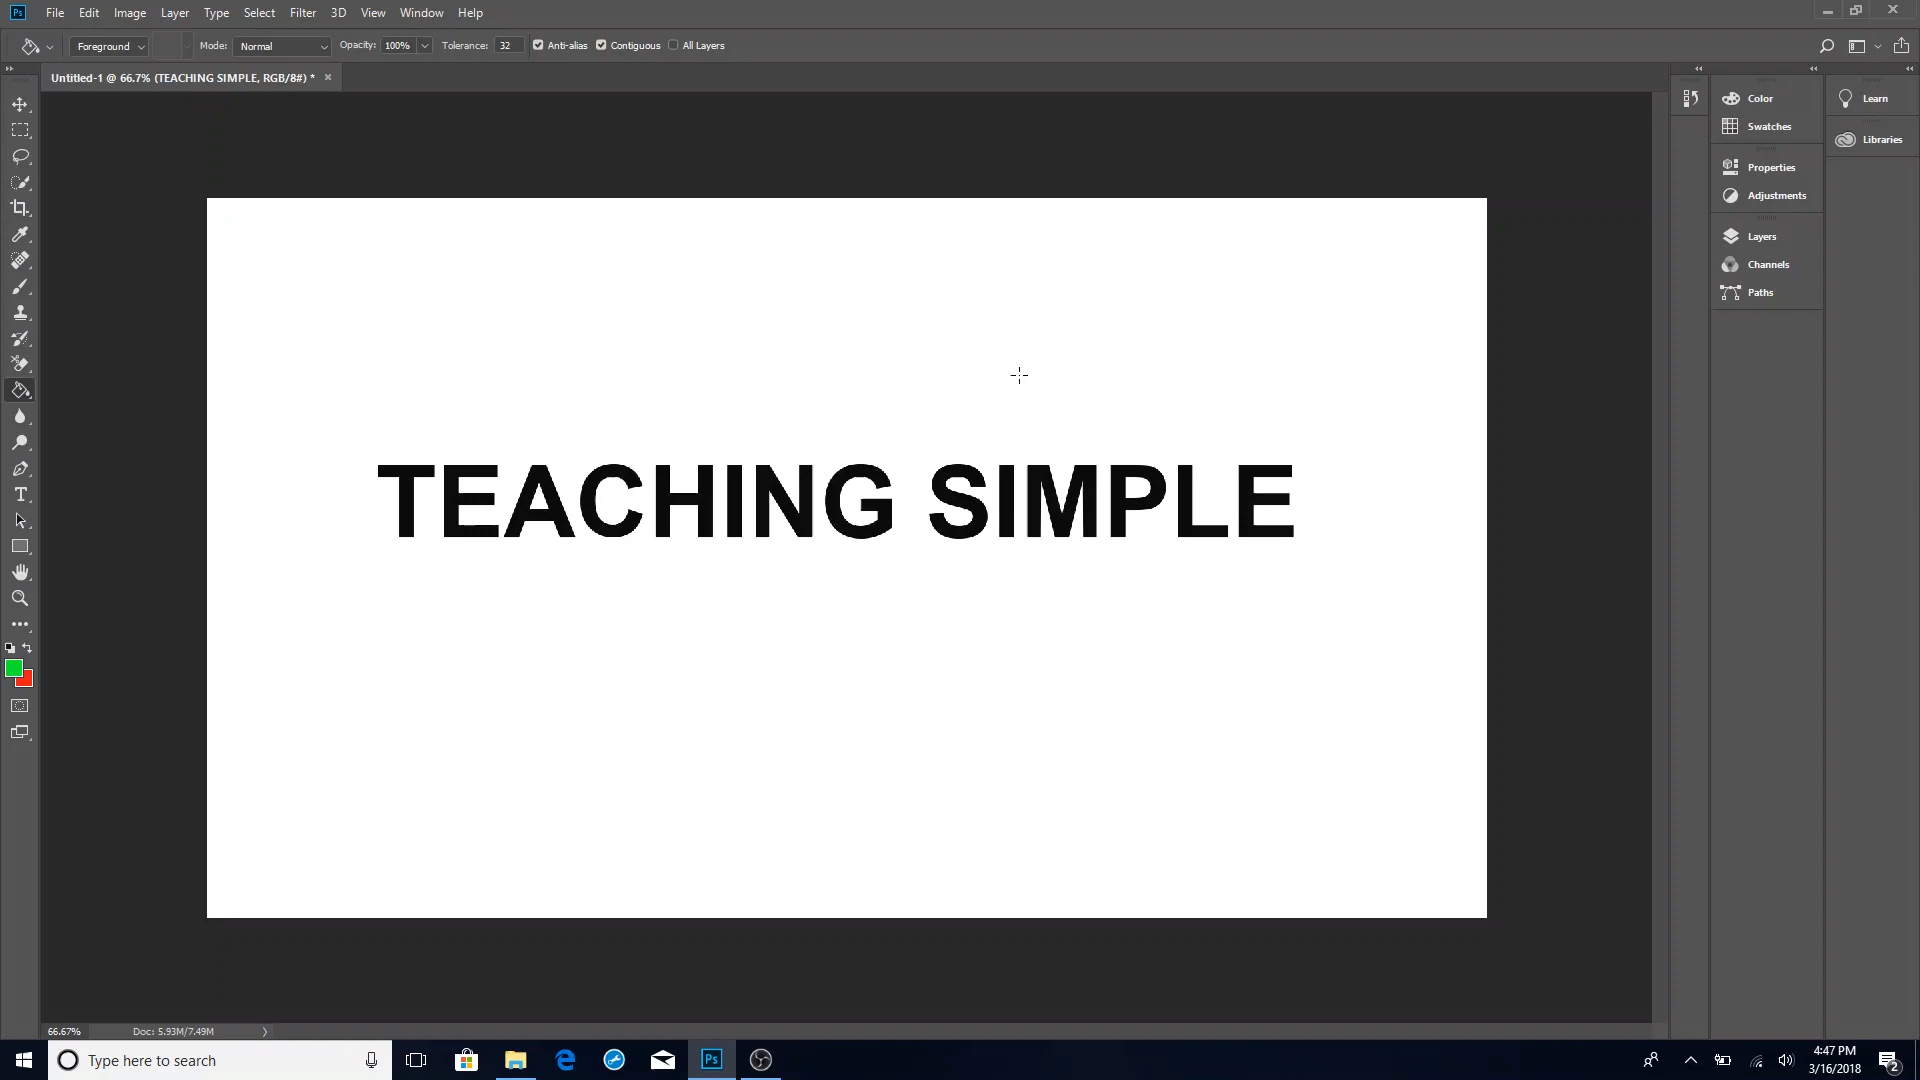 Ps File Edit Image Layer Type Select Filter 3D View Window Help
Foreground Mode: Normal Opacity: 100% Tolerance: 32 Anti-alias Contiguous All Layers
Untitled-1 @ 66.7% (TEACHING SIMPLE, RGB/8#) * ×
Color
Swatches
Properties
Adjustments
Layers
Channels
Paths
Learn
Libraries
TEACHING SIMPLE
T
66.67% Doc: 5.93M/7.49M
Type here to search
Ps
4:47 PM
3/16/2018
2